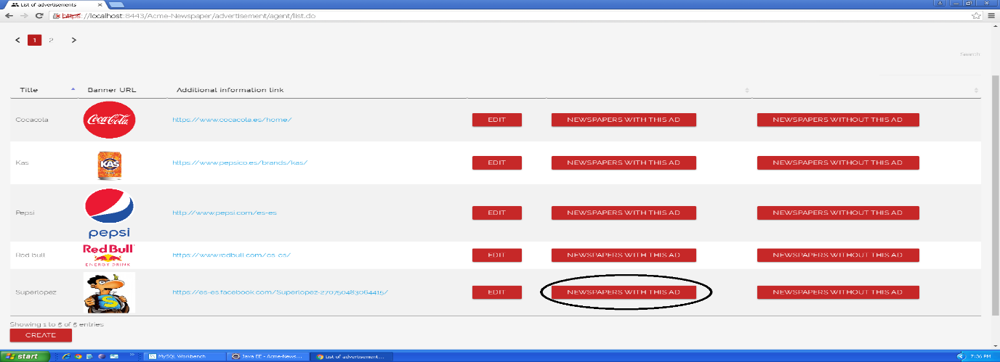 List of advertisements
https://localhost:8443/Acme-Newspaper/advertisement/agent/list.do
< 1 2 >
Search
Title Banner URL Additional information link
Cocacola Coca-Cola https://www.cocacola.es/home/ EDIT NEWSPAPERS WITH THIS AD NEWSPAPERS WITHOUT THIS AD
Kas KAS https://www.pepsico.es/brands/kas/ EDIT NEWSPAPERS WITH THIS AD NEWSPAPERS WITHOUT THIS AD
Pepsi pepsi http://www.pepsi.com/es-es EDIT NEWSPAPERS WITH THIS AD NEWSPAPERS WITHOUT THIS AD
Red bull Red Bull ENERGY DRINK https://www.redbull.com/es-es/ EDIT NEWSPAPERS WITH THIS AD NEWSPAPERS WITHOUT THIS AD
Superlopez S https://es-es.facebook.com/Superlopez-270750483064415/ EDIT NEWSPAPERS WITH THIS AD NEWSPAPERS WITHOUT THIS AD
Showing 1 to 5 of 5 entries
CREATE
start MySQL Workbench Java EE - Acme-News... List of advertisement... 7:06 PM